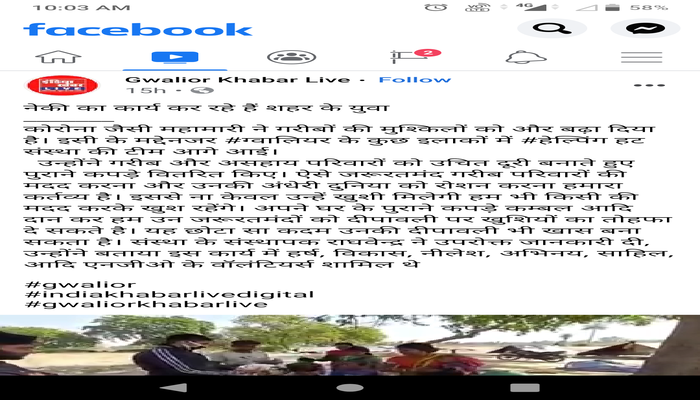 10:03 AM
4G
58%
facebook
2
Gwalior Khabar Live • Follow
15h •
नेकी का कार्य कर रहे हैं शहर के युवा
कोरोना जैसी महामारी ने गरीबों की मुश्किलों को और बढ़ा दिया
है। इसी के मद्देनजर #ग्वालियर के कुछ इलाकों में #हेल्पिंग हट
संस्था की टीम आगे आई।
उन्होंने गरीब और असहाय परिवारों को उचित दूरी बनाते हुए
पुराने कपड़े वितरित किए। ऐसे जरूरतमंद गरीब परिवारों की
मदद करना और उनकी अंधेरी दुनिया को रोशन करना हमारा
कर्तव्य है। इससे ना केवल उन्हें खुशी मिलेगी हम भी किसी की
मदद करके खुश रहेंगे। अपने घर के पुराने कपड़े कम्बल आदि
दान कर हम उन जरूरतमंदों को दीपावली पर खुशियों का तोहफा
दे सकते है। यह छोटा सा कदम उनकी दीपावली भी खास बना
सकता है। संस्था के संस्थापक राघवेन्द्र ने उपरोक्त जानकारी दी,
उन्होंने बताया इस कार्य में हर्ष, विकास, नीलेश, अभिनय, साहिल,
आदि एनजीओ के वॉलंटियर्स शामिल थे
#gwalior
#indiakhabarlivedigital
#gwaliorkhabarlive